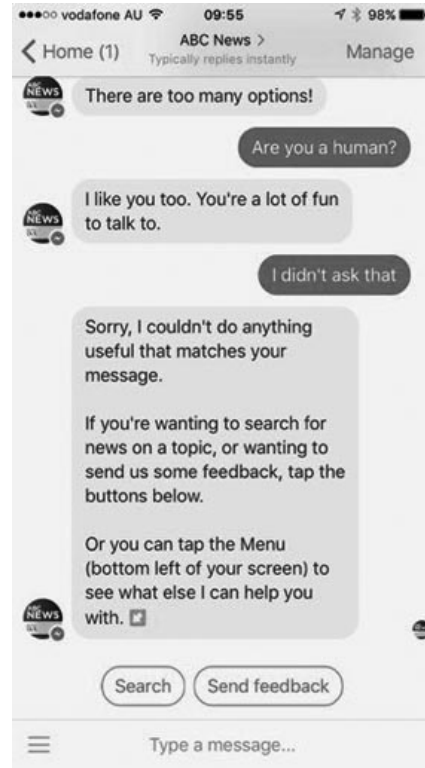 vodafone AU 09:55 98%
Home (1) ABC News > Manage
Typically replies instantly
There are too many options!
Are you a human?
I like you too. You're a lot of fun
to talk to.
I didn't ask that
Sorry, I couldn't do anything
useful that matches your
message.
If you're wanting to search for
news on a topic, or wanting to
send us some feedback, tap the
buttons below.
Or you can tap the Menu
(bottom left of your screen) to
see what else I can help you
with.
ABC
NEWS
Search Send feedback
Type a message...